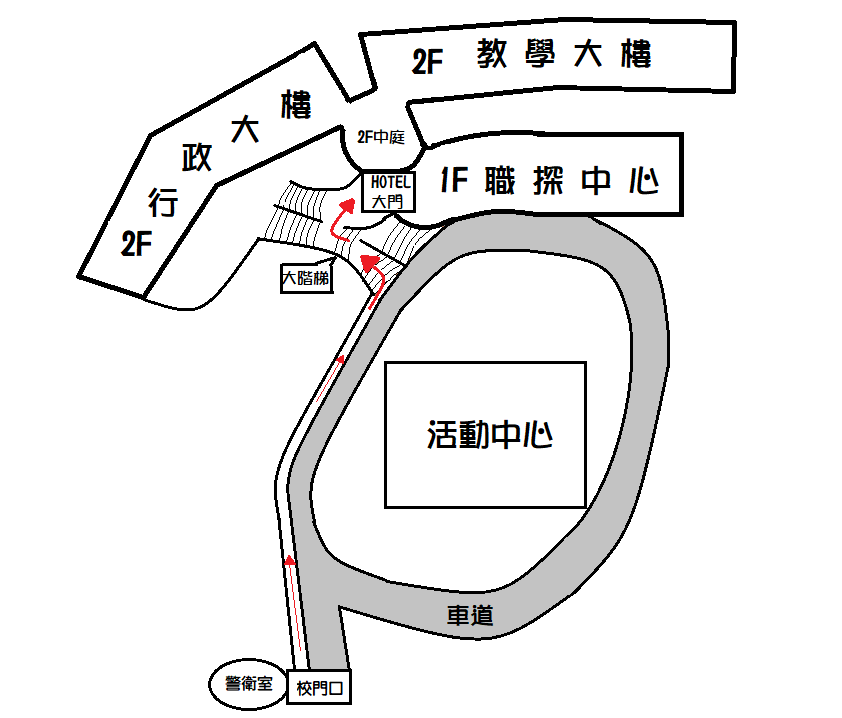 2F 教學大樓
2F 行政大樓
2F中庭
HOTEL
大門
1F 職探中心
大階梯
活動中心
車道
警衛室
校門口